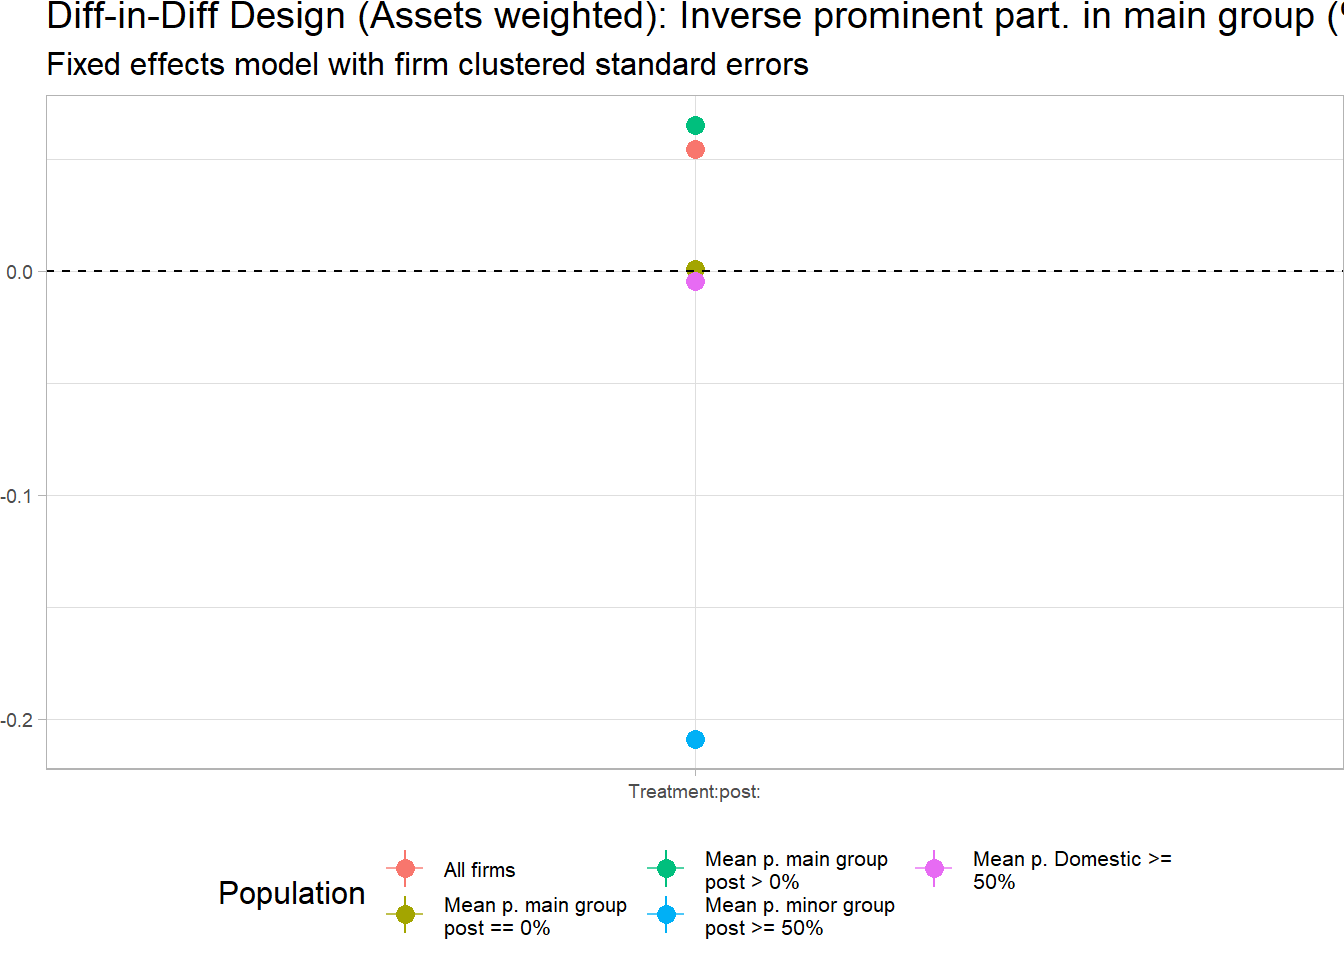 Diff-in-Diff Design (Assets weighted): Inverse prominent part. in main group (
Fixed effects model with firm clustered standard errors
0.0
-0.1
-0.2
Treatment:post:
Population
All firms
Mean p. main group
post == 0%
Mean p. main group
post > 0%
Mean p. minor group
post >= 50%
Mean p. Domestic >=
50%